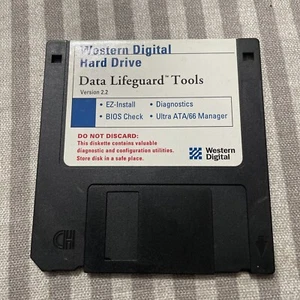 Western Digital
Hard Drive
Data Lifeguard™ Tools
Version 2.2
• EZ-Install • Diagnostics
• BIOS Check • Ultra ATA/66 Manager
DO NOT DISCARD:
This diskette contains valuable
diagnostic and configuration utilities.
Store disk in a safe place.
Western
Digital